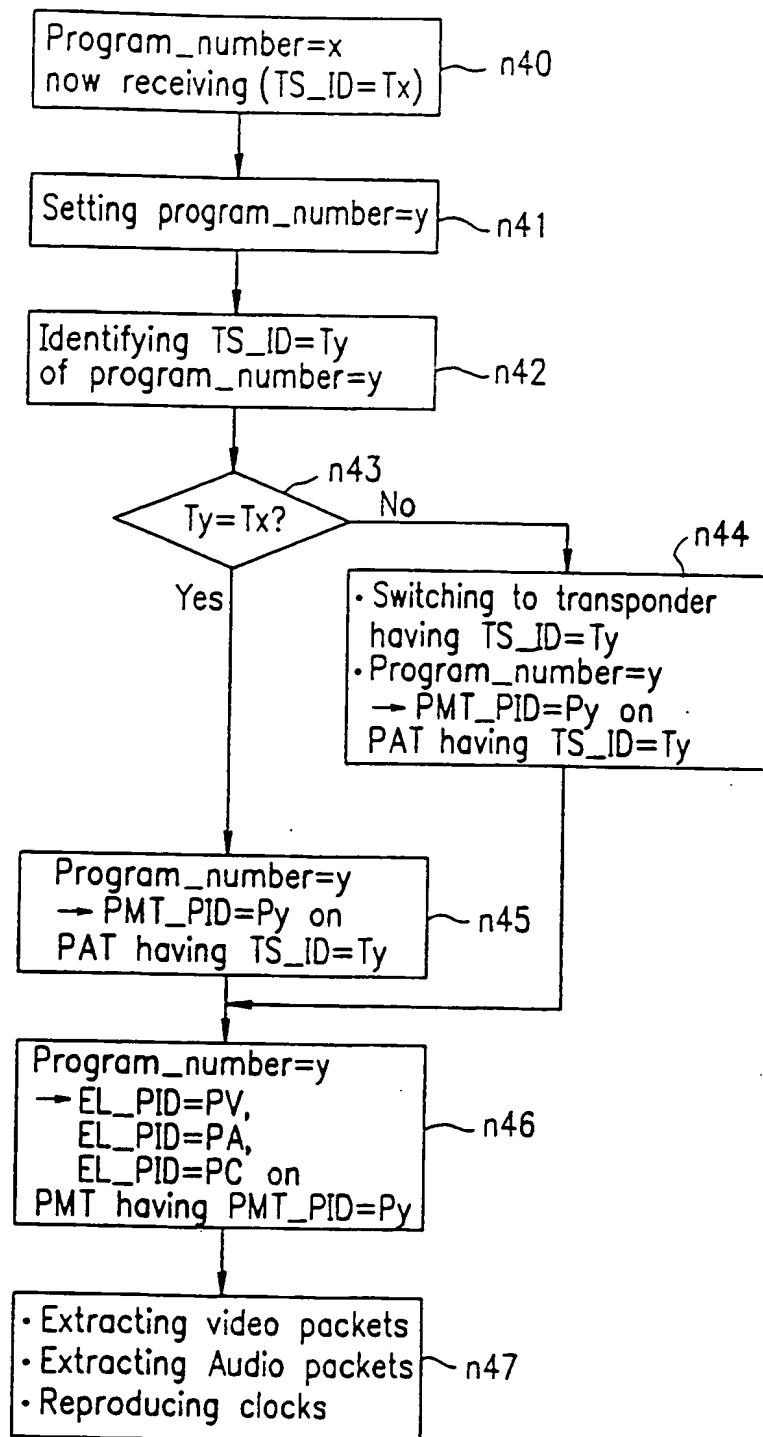 Program_number=x
now receiving (TS_ID=Tx)
n40
Setting program_number=y
n41
Identifying TS_ID=Ty
of program_number=y
n42
n43
Ty=Tx?
No
Yes
n44
• Switching to transponder
having TS_ID=Ty
• Program_number=y
→ PMT_PID=Py on
PAT having TS_ID=Ty
Program_number=y
→ PMT_PID=Py on
PAT having TS_ID=Ty
n45
Program_number=y
→ EL_PID=PV,
EL_PID=PA,
EL_PID=PC on
PMT having PMT_PID=Py
n46
• Extracting video packets
• Extracting Audio packets
• Reproducing clocks
n47